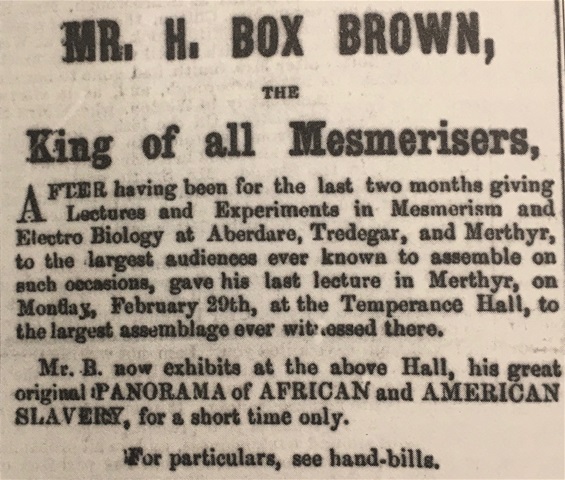 MR. H. BOX BROWN,
THE
King of all Mesmerisers,
AFTER having been for the last two months giving
Lectures and Experiments in Mesmerism and
Electro Biology at Aberdare, Tredegar, and Merthyr,
to the largest audiences ever known to assemble on
such occasions, gave his last lecture in Merthyr, on
Monday, February 29th, at the Temperance Hall, to
the largest assemblage ever witnessed there.
Mr. B. now exhibits at the above Hall, his great
original PANORAMA of AFRICAN and AMERICAN
SLAVERY, for a short time only.
For particulars, see hand-bills.